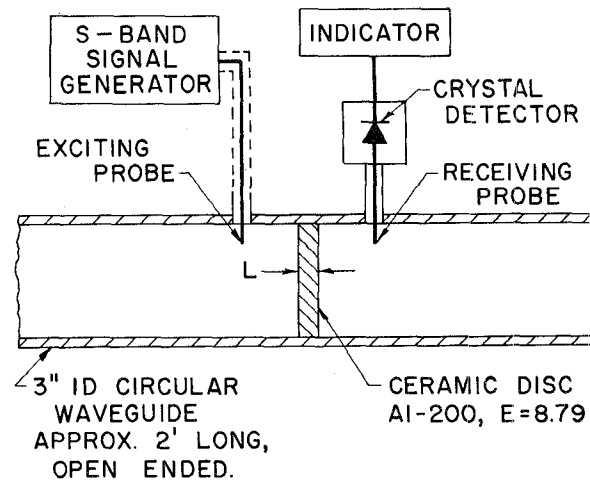 S-BAND
SIGNAL
GENERATOR
INDICATOR
CRYSTAL
DETECTOR
EXCITING
PROBE
RECEIVING
PROBE
L
3" ID CIRCULAR
WAVEGUIDE
APPROX. 2' LONG,
OPEN ENDED.
CERAMIC DISC
Al-200, E=8.79